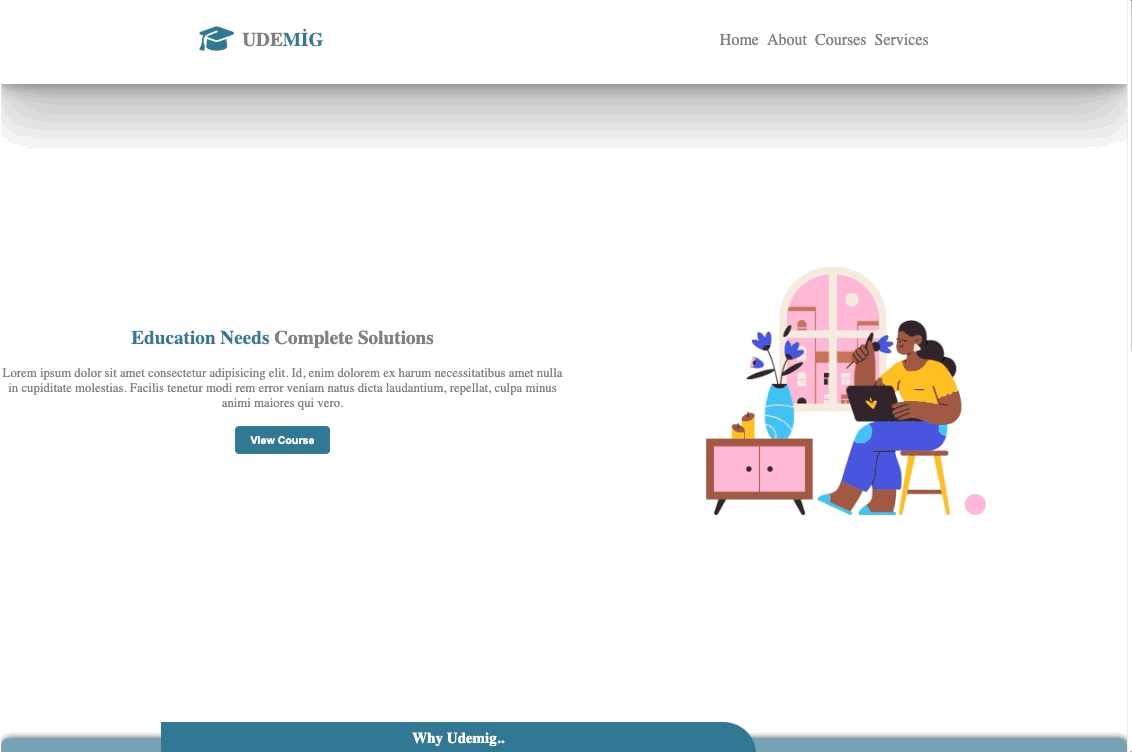 UDEMİG
Home About Courses Services
Education Needs Complete Solutions
Lorem ipsum dolor sit amet consectetur adipisicing elit. Id, enim dolorem ex harum necessitatibus amet nulla
in cupiditate molestias. Facilis tenetur modi rem error veniam natus dicta laudantium, repellat, culpa minus
animi maiores qui vero.
View Course
Why Udemig..